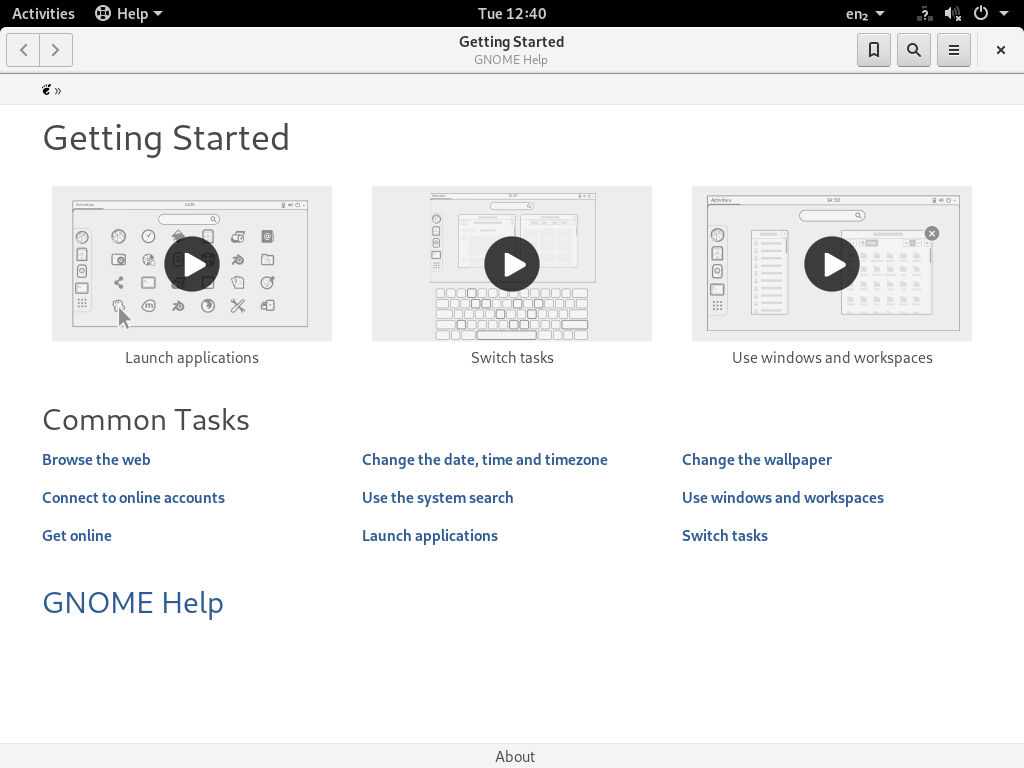 Activities Help Tue 12:40 en₂
Getting Started
GNOME Help
»
Getting Started
Activities 14:30
Activities 14:30
Launch applications Switch tasks Use windows and workspaces
Common Tasks
Browse the web Change the date, time and timezone Change the wallpaper
Connect to online accounts Use the system search Use windows and workspaces
Get online Launch applications Switch tasks
GNOME Help
About